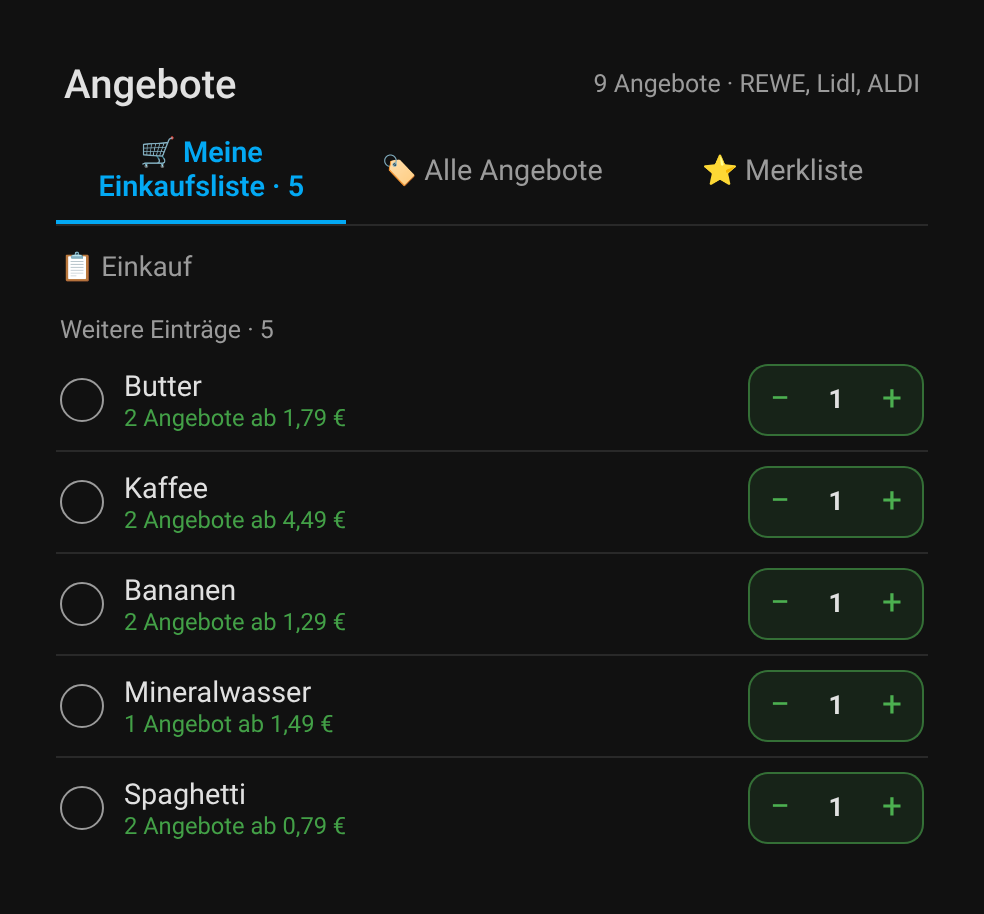 Angebote
9 Angebote · REWE, Lidl, ALDI
🛒 Meine
Einkaufsliste · 5
🏷️ Alle Angebote
⭐ Merkliste
📋 Einkauf
Weitere Einträge · 5
Butter
2 Angebote ab 1,79 €
− 1 +
Kaffee
2 Angebote ab 4,49 €
− 1 +
Bananen
2 Angebote ab 1,29 €
− 1 +
Mineralwasser
1 Angebot ab 1,49 €
− 1 +
Spaghetti
2 Angebote ab 0,79 €
− 1 +